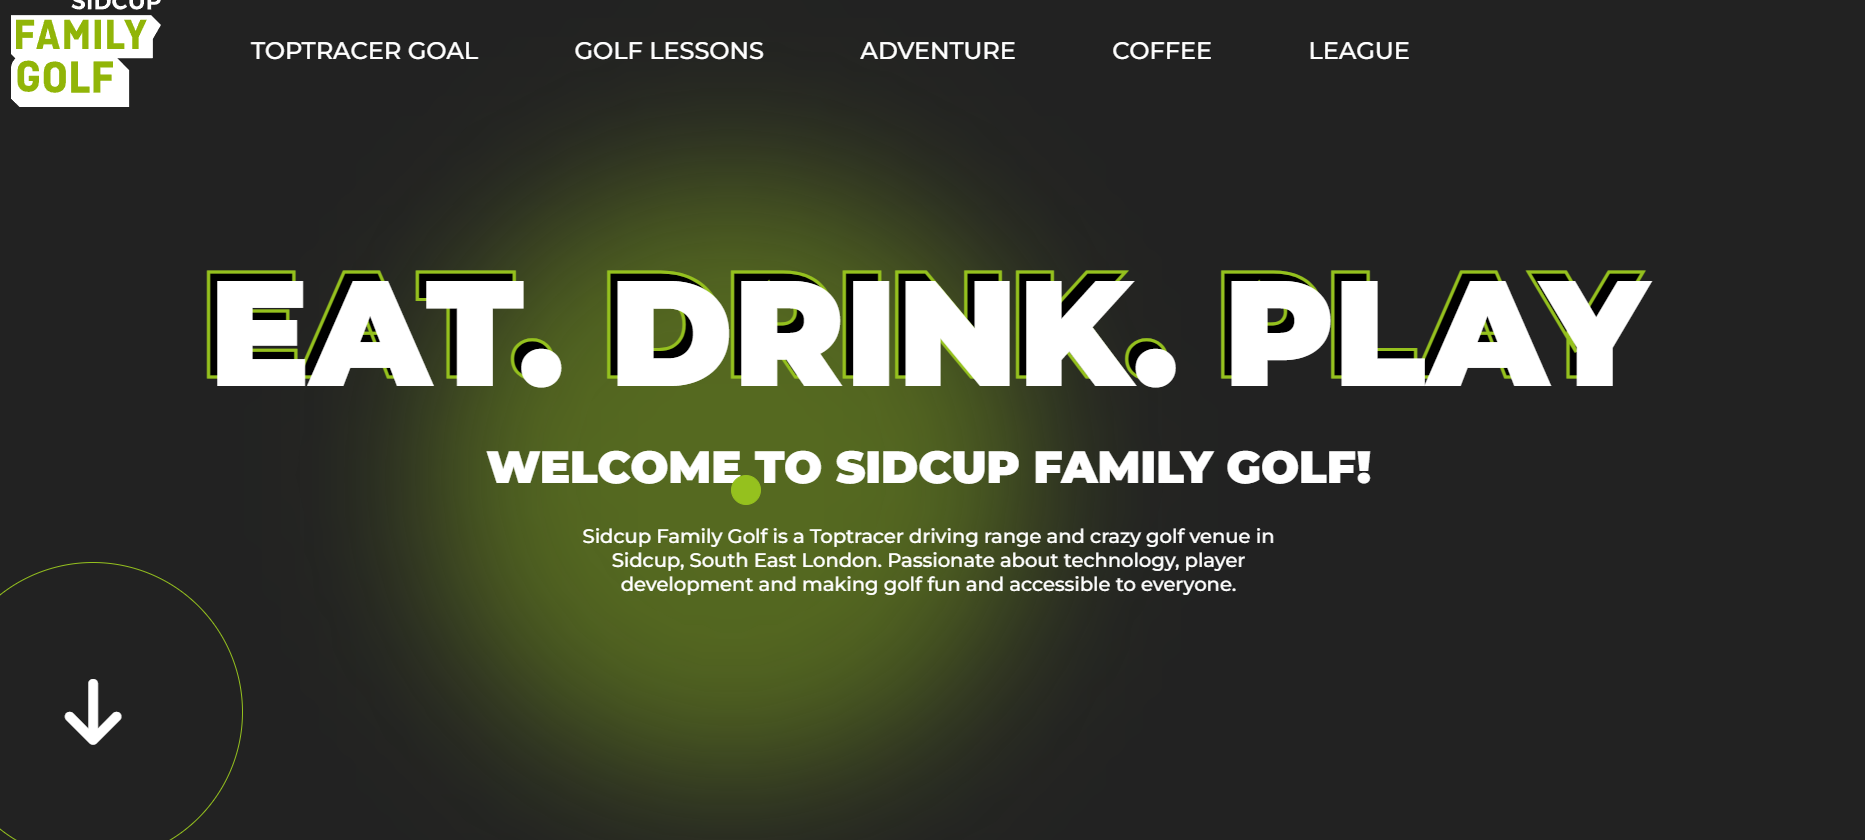 SIDCUP
FAMILY
GOLF
TOPTRACER GOAL
GOLF LESSONS
ADVENTURE
COFFEE
LEAGUE
EAT. DRINK. PLAY
WELCOME TO SIDCUP FAMILY GOLF!
Sidcup Family Golf is a Toptracer driving range and crazy golf venue in
Sidcup, South East London. Passionate about technology, player
development and making golf fun and accessible to everyone.